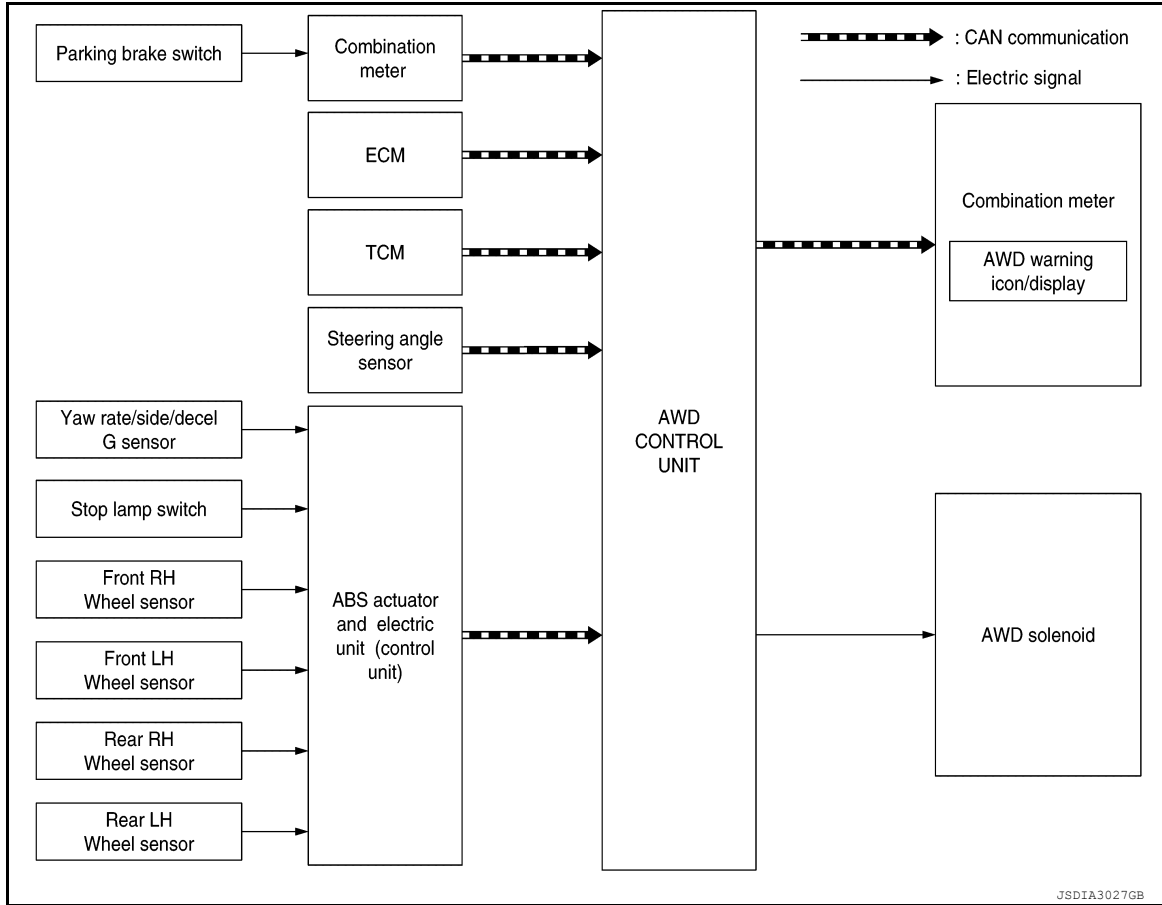 Parking brake switch
Combination
meter
: CAN communication
: Electric signal
ECM
TCM
Steering angle
sensor
Yaw rate/side/decel
G sensor
Stop lamp switch
Front RH
Wheel sensor
Front LH
Wheel sensor
Rear RH
Wheel sensor
Rear LH
Wheel sensor
ABS actuator
and electric
unit (control
unit)
AWD
CONTROL
UNIT
Combination meter
AWD warning
icon/display
AWD solenoid
JSDIA3027GB